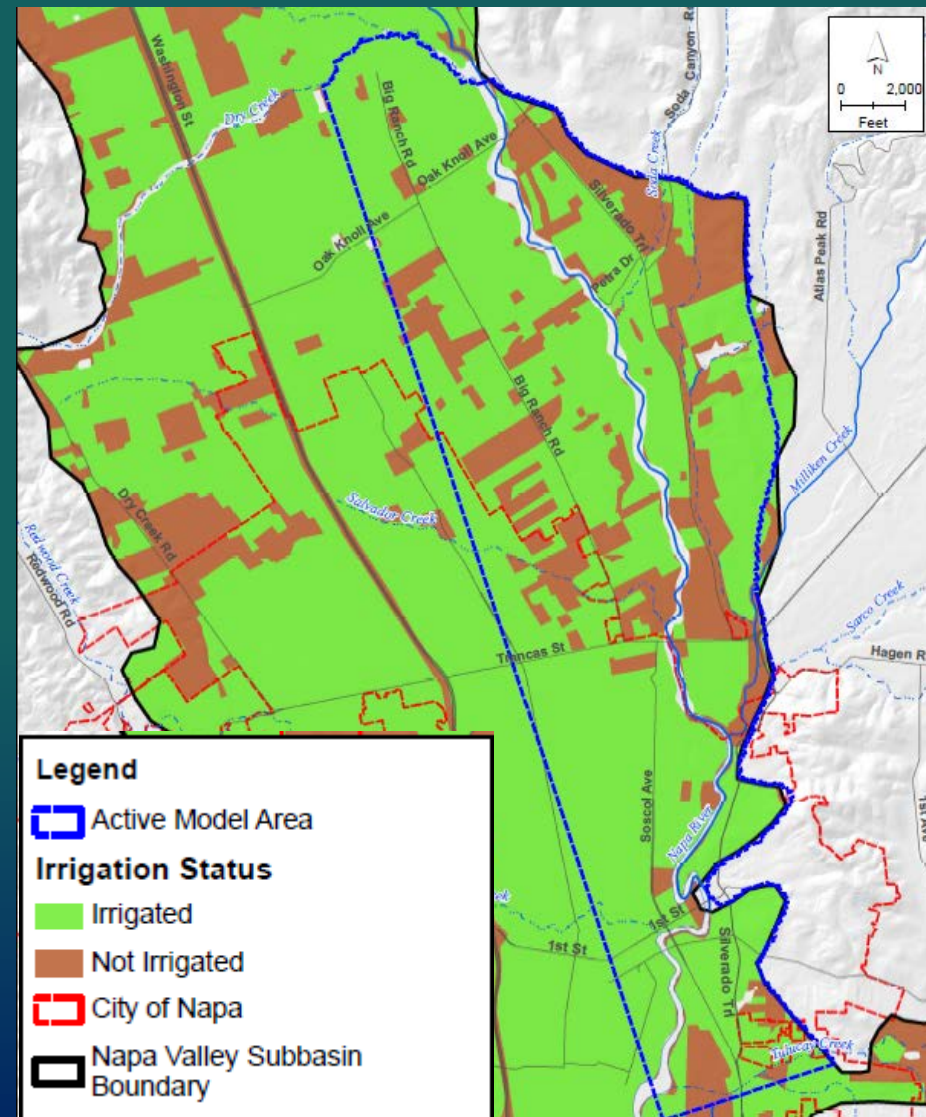 Washington St
Soda Canyon Rd
N
0 2,000
Feet
Dry Creek
Big Ranch Rd
Oak Knoll Ave
Soda Creek
Silverado Trl
Oak Knoll Ave
Atlas Peak Rd
Petra Dr
Big Ranch Rd
Milliken Creek
Salvador Creek
Dry Creek Rd
Redwood Creek
Redwood Rd
Sarco Creek
Trancas St
Hagen R
Soscol Ave
1st Ave
Napa River
eek
1st St
1st St
Silverado Trl
Tulucay Creek
Legend
Active Model Area
Irrigation Status
Irrigated
Not Irrigated
City of Napa
Napa Valley Subbasin
Boundary